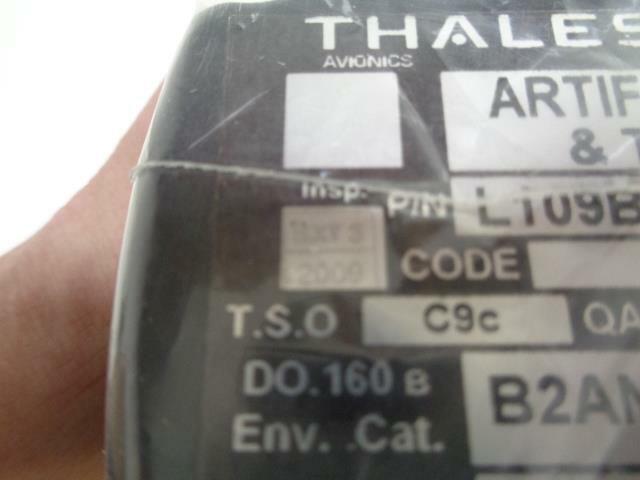 THALES
AVIONICS
ARTIF
& T
Insp. P/N L109B
2009 CODE
T.S.O C9c QA
DO.160 B B2AN
Env. Cat.